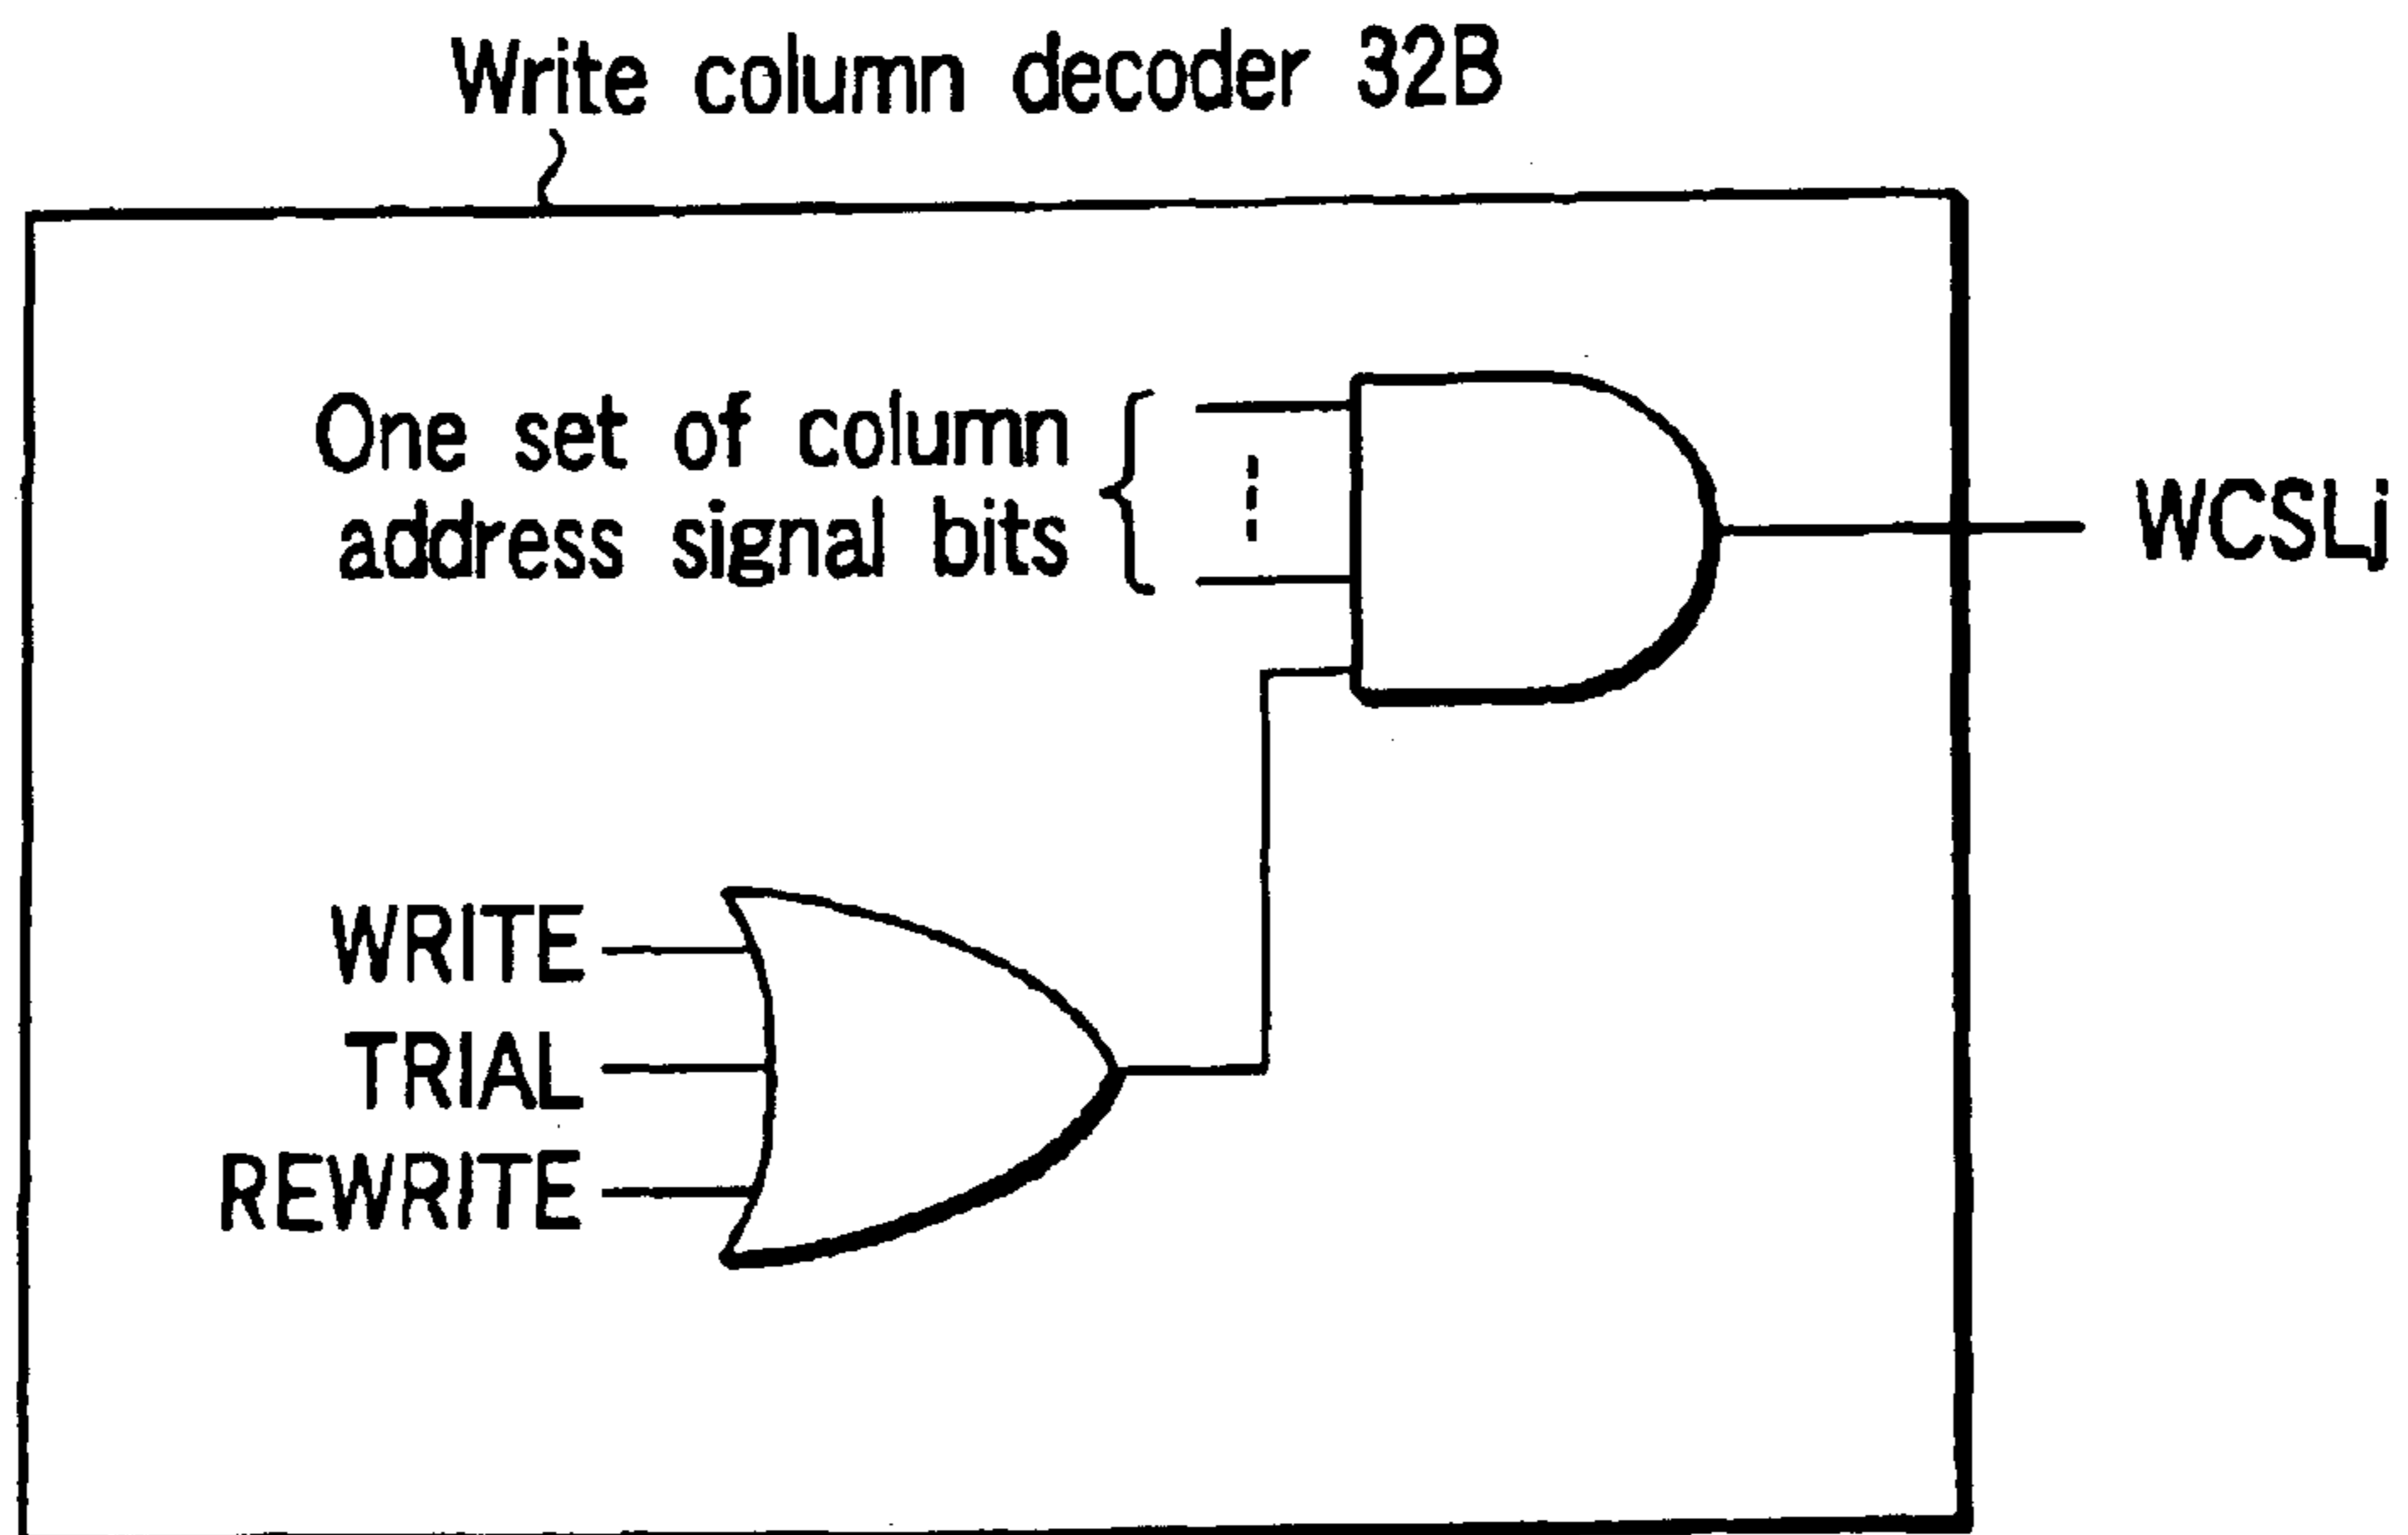 Write column decoder 32B
One set of column
address signal bits
WCSLj
WRITE
TRIAL
REWRITE